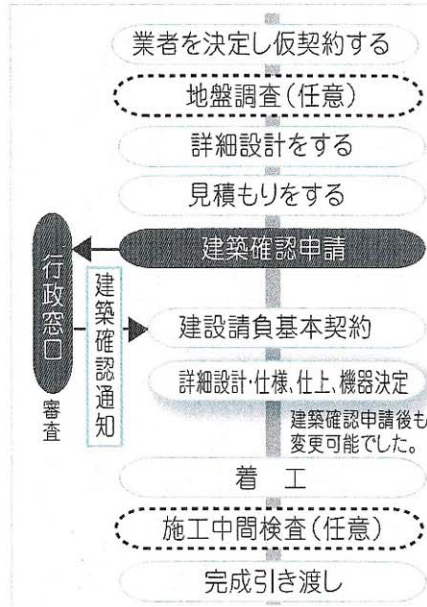 業者を決定し仮契約する
地盤調査(任意)
詳細設計をする
見積もりをする
建築確認申請
行政窓口
審査
建築確認通知
建設請負基本契約
詳細設計・仕様、仕上、機器決定
建築確認申請後も
変更可能でした。
着 工
施工中間検査(任意)
完成引き渡し